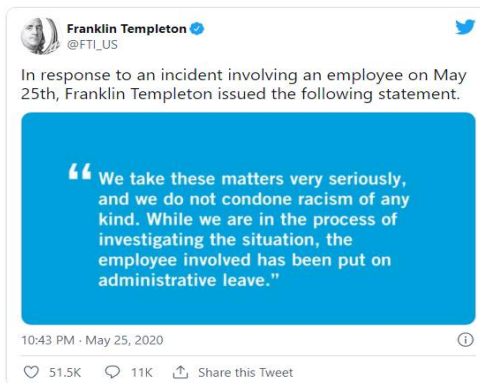 Franklin Templeton
@FTI_US
In response to an incident involving an employee on May
25th, Franklin Templeton issued the following statement.
“ We take these matters very seriously,
and we do not condone racism of any
kind. While we are in the process of
investigating the situation, the
employee involved has been put on
administrative leave.”
10:43 PM · May 25, 2020
51.5K 11K Share this Tweet